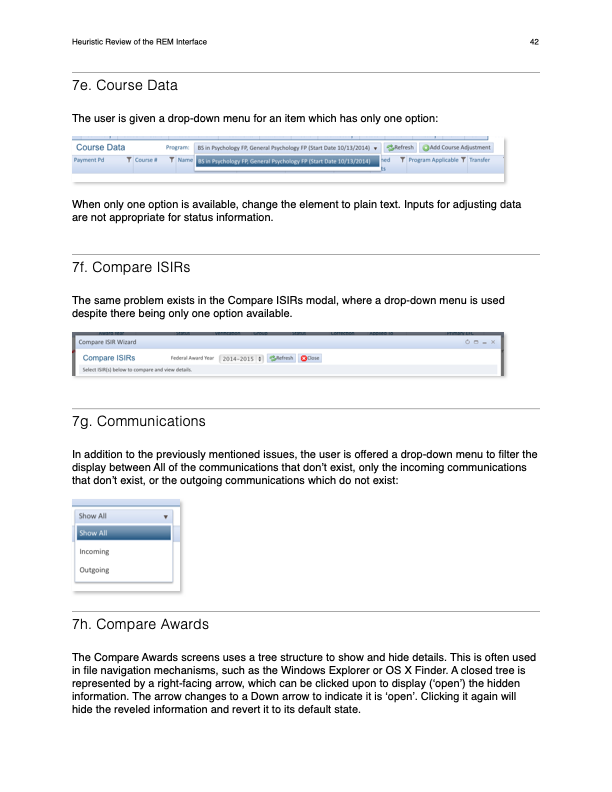 Heuristic Review of the REM Interface 42
7e. Course Data
The user is given a drop-down menu for an item which has only one option:
Course Data Program: BS in Psychology FP, General Psychology FP (Start Date 10/13/2014) Refresh Add Course Adjustment
Payment Pd Course # Name BS in Psychology FP, General Psychology FP (Start Date 10/13/2014) Program Applicable Transfer
When only one option is available, change the element to plain text. Inputs for adjusting data
are not appropriate for status information.
7f. Compare ISIRs
The same problem exists in the Compare ISIRs modal, where a drop-down menu is used
despite there being only one option available.
Compare ISIR Wizard
Compare ISIRs Federal Award Year 2014-2015 Refresh Close
Select ISIR(s) below to compare and view details.
7g. Communications
In addition to the previously mentioned issues, the user is offered a drop-down menu to filter the
display between All of the communications that don’t exist, only the incoming communications
that don’t exist, or the outgoing communications which do not exist:
Show All
Show All
Incoming
Outgoing
7h. Compare Awards
The Compare Awards screens uses a tree structure to show and hide details. This is often used
in file navigation mechanisms, such as the Windows Explorer or OS X Finder. A closed tree is
represented by a right-facing arrow, which can be clicked upon to display (‘open’) the hidden
information. The arrow changes to a Down arrow to indicate it is ‘open’. Clicking it again will
hide the reveled information and revert it to its default state.